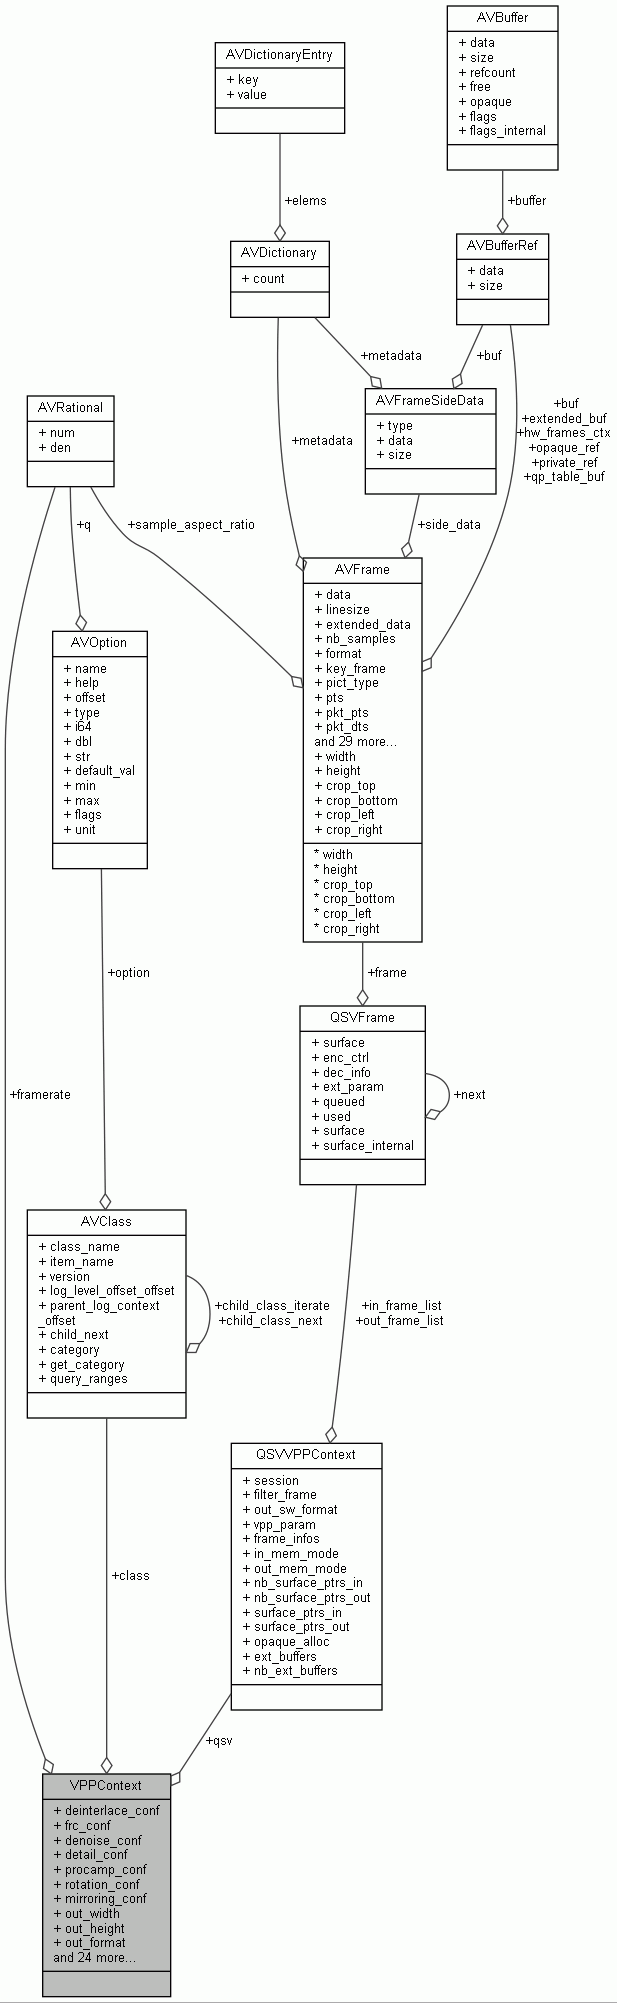 AVBuffer
+ data
+ size
+ refcount
+ free
+ opaque
+ flags
+ flags_internal
AVDictionaryEntry
+ key
+ value
+elems
+buffer
AVDictionary
+ count
AVBufferRef
+ data
+ size
+metadata
+buf
AVFrameSideData
+ type
+ data
+ size
+buf
+extended_buf
+hw_frames_ctx
+opaque_ref
+private_ref
+qp_table_buf
AVRational
+ num
+ den
+metadata
+q
+sample_aspect_ratio
+side_data
AVFrame
+ data
+ linesize
+ extended_data
+ nb_samples
+ format
+ key_frame
+ pict_type
+ pts
+ pkt_pts
+ pkt_dts
and 29 more...
+ width
+ height
+ crop_top
+ crop_bottom
+ crop_left
+ crop_right
* width
* height
* crop_top
* crop_bottom
* crop_left
* crop_right
AVOption
+ name
+ help
+ offset
+ type
+ i64
+ dbl
+ str
+ default_val
+ min
+ max
+ flags
+ unit
+option
+frame
QSVFrame
+ surface
+ enc_ctrl
+ dec_info
+ ext_param
+ queued
+ used
+ surface
+ surface_internal
+next
+framerate
AVClass
+ class_name
+ item_name
+ version
+ log_level_offset_offset
+ parent_log_context
_offset
+ child_next
+ category
+ get_category
+ query_ranges
+child_class_iterate
+child_class_next
+in_frame_list
+out_frame_list
QSVVPPContext
+ session
+ filter_frame
+ out_sw_format
+ vpp_param
+ frame_infos
+ in_mem_mode
+ out_mem_mode
+ nb_surface_ptrs_in
+ nb_surface_ptrs_out
+ surface_ptrs_in
+ surface_ptrs_out
+ opaque_alloc
+ ext_buffers
+ nb_ext_buffers
+class
+qsv
VPPContext
+ deinterlace_conf
+ frc_conf
+ denoise_conf
+ detail_conf
+ procamp_conf
+ rotation_conf
+ mirroring_conf
+ out_width
+ out_height
+ out_format
and 24 more...